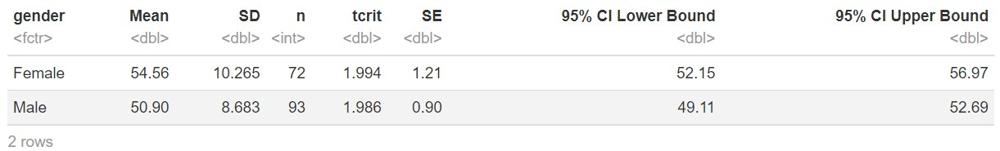 gender Mean SD n tcrit SE 95% CI Lower Bound 95% CI Upper Bound
<fctr> <dbl> <dbl> <int> <dbl> <dbl> <dbl> <dbl>
Female 54.56 10.265 72 1.994 1.21 52.15 56.97
Male 50.90 8.683 93 1.986 0.90 49.11 52.69
2 rows